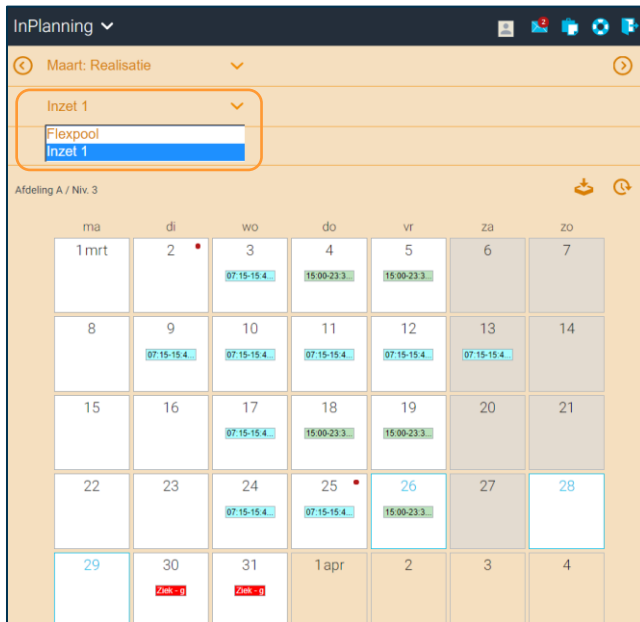 InPlanning
2
Maart: Realisatie
Inzet 1
Flexpool
Inzet 1
Afdeling A / Niv. 3
ma di wo do vr za zo
1 mrt 2 3 4 5 6 7
07:15-15:4... 15:00-23:3... 15:00-23:3...
8 9 10 11 12 13 14
07:15-15:4... 07:15-15:4... 07:15-15:4... 07:15-15:4... 07:15-15:4...
15 16 17 18 19 20 21
07:15-15:4... 15:00-23:3... 15:00-23:3...
22 23 24 25 26 27 28
07:15-15:4... 07:15-15:4... 15:00-23:3...
29 30 31 1 apr 2 3 4
Ziek - g Ziek - g